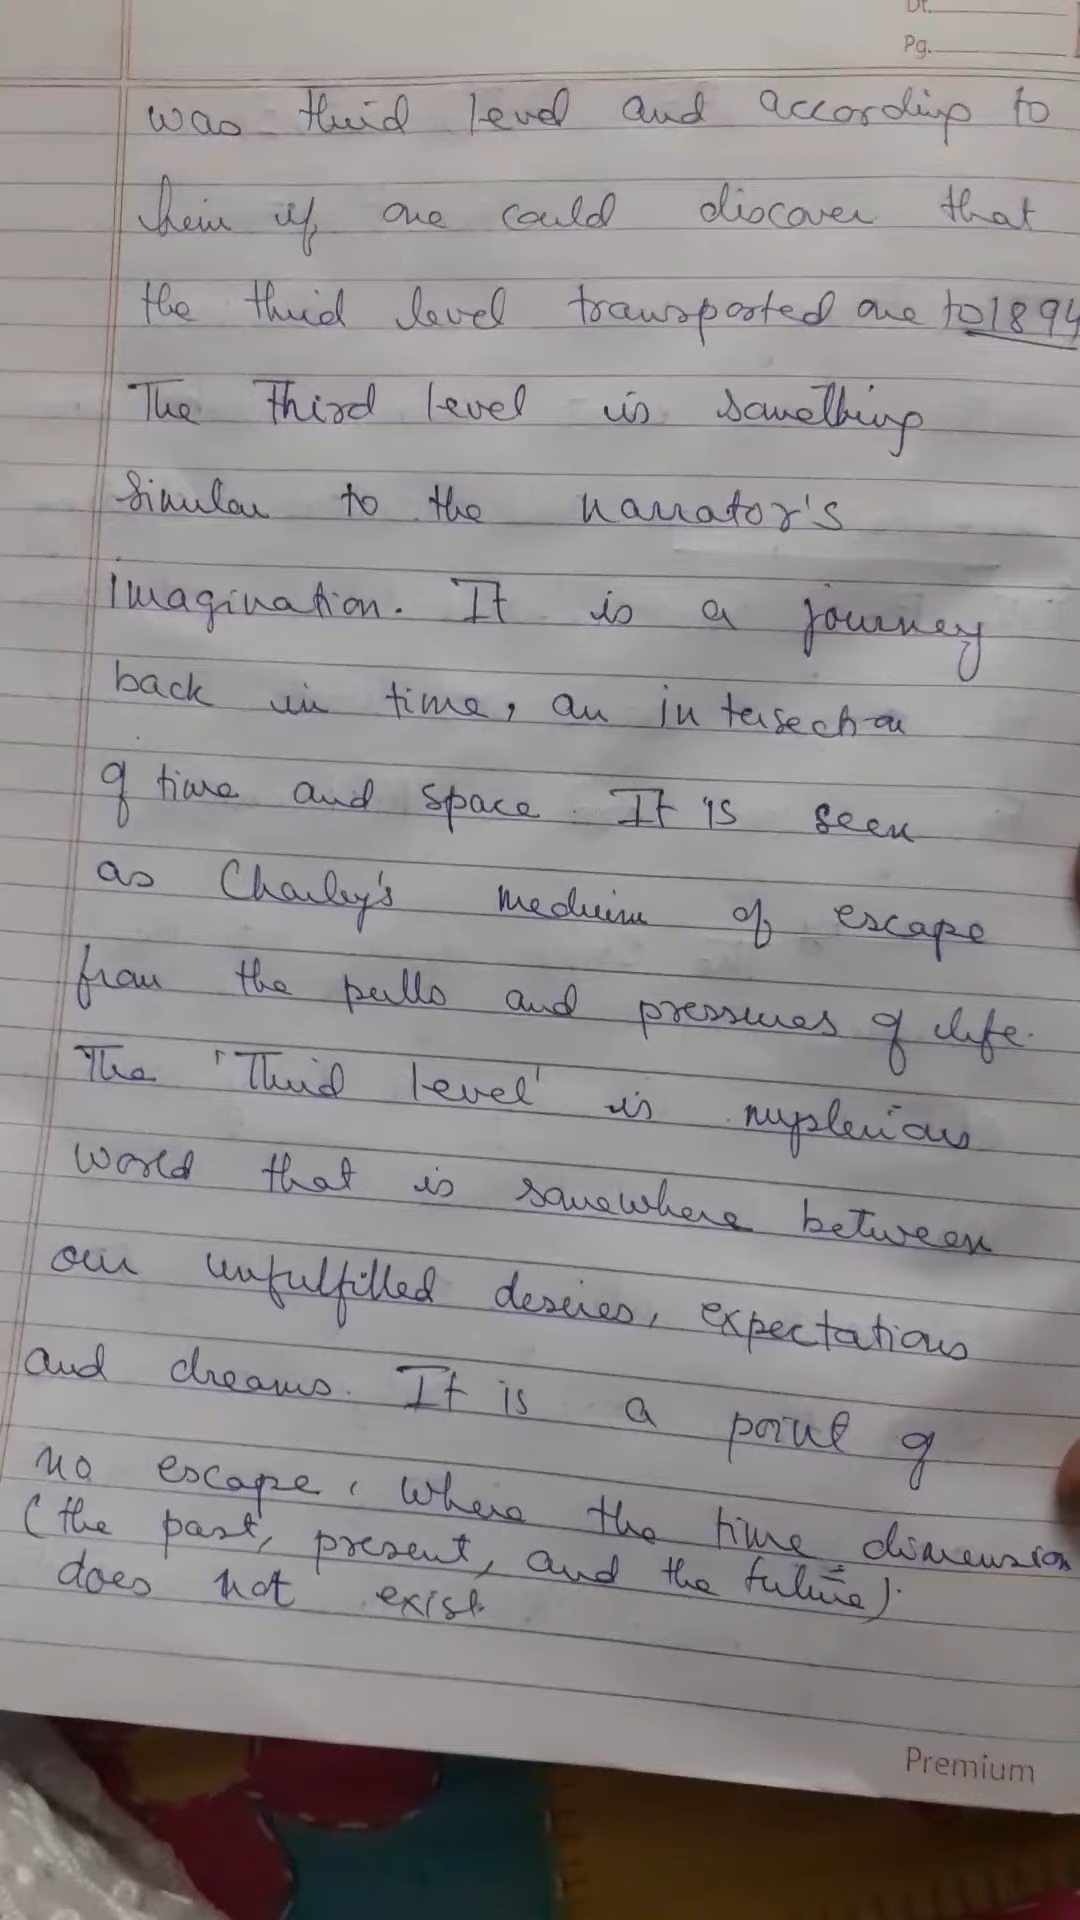 Dt.
Pg.
was third level and according to
him if one could discover that
the third level transported one to 1894
The Third level is something
Similar to the narrator's
imagination. It is a journey
back in time, an intersection
of time and space. It is seen
as Charley's medium of escape
from the pulls and pressures of life.
The 'Third level' is mysterious
world that is somewhere between
our unfulfilled desires, expectations
and dreams. It is a point of
no escape, where the time dimension
(the past, present, and the future)
does not exist.
Premium